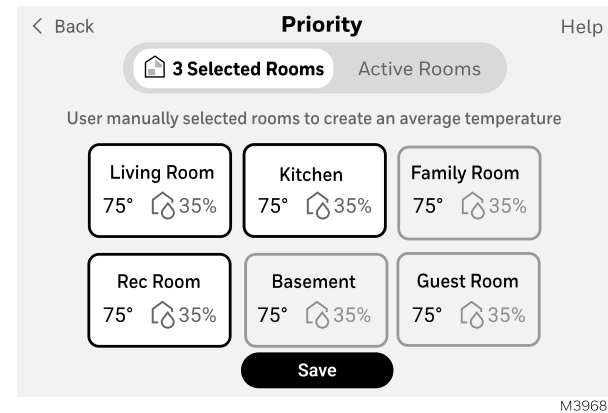 Back
Priority
Help
3 Selected Rooms
Active Rooms
User manually selected rooms to create an average temperature
Living Room
75° 35%
Kitchen
75° 35%
Family Room
75° 35%
Rec Room
75° 35%
Basement
75° 35%
Guest Room
75° 35%
Save
M3968